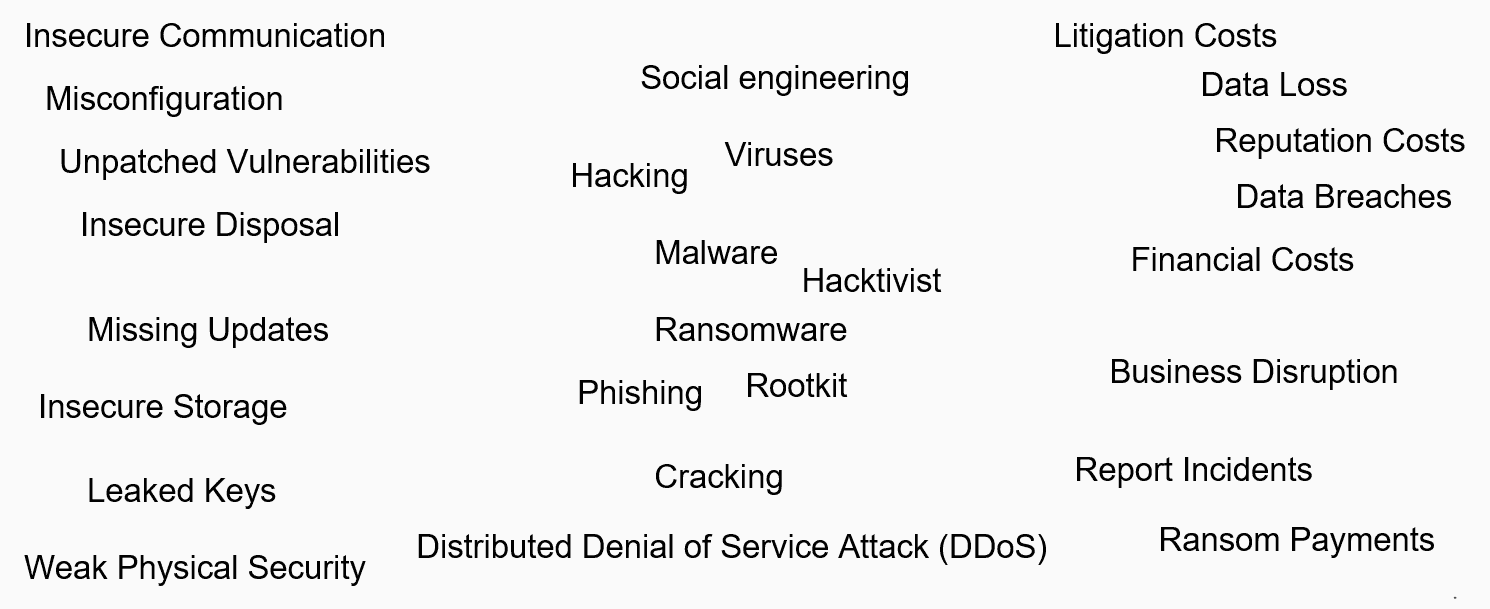 Insecure Communication
Misconfiguration
Unpatched Vulnerabilities
Insecure Disposal
Missing Updates
Insecure Storage
Leaked Keys
Weak Physical Security
Social engineering
Viruses
Hacking
Malware
Hacktivist
Ransomware
Phishing
Rootkit
Cracking
Distributed Denial of Service Attack (DDoS)
Litigation Costs
Data Loss
Reputation Costs
Data Breaches
Financial Costs
Business Disruption
Report Incidents
Ransom Payments